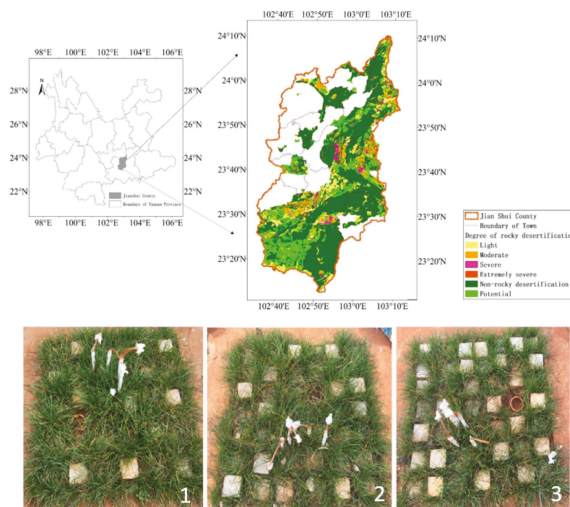 102°40′E 102°50′E 103°0′E 103°10′E
24°10′N
24°0′N
23°50′N
23°40′N
23°30′N
23°20′N
24°10′N
24°0′N
23°50′N
23°40′N
23°30′N
23°20′N
102°40′E 102°50′E 103°0′E 103°10′E
98°E 100°E 102°E 104°E 106°E
N
28°N
26°N
24°N
22°N
28°N
26°N
24°N
22°N
Jianshui County
Boundary of Yunnan Province
98°E 100°E 102°E 104°E 106°E
Jian Shui County
Boundary of Town
Degree of rocky desertification
Light
Moderate
Severe
Extremely severe
Non-rocky desertification
Potential
1
2
3